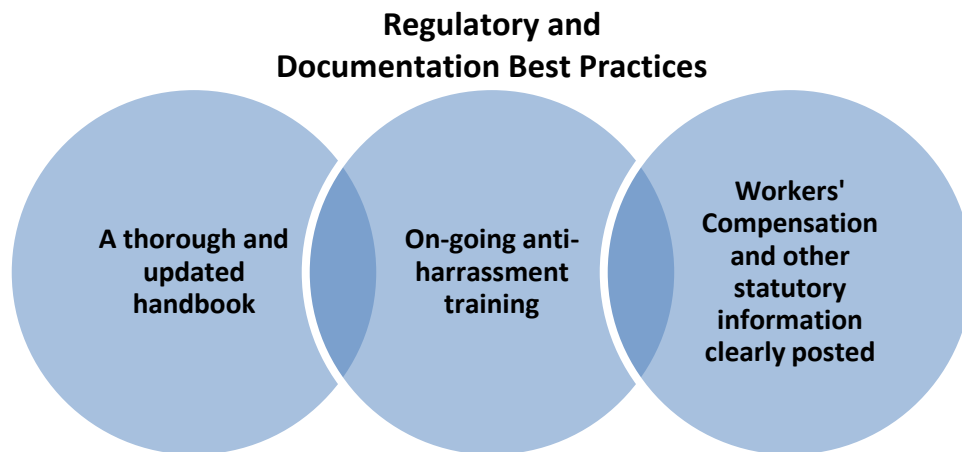 Regulatory and
Documentation Best Practices
A thorough and
updated
handbook
On-going anti-
harrassment
training
Workers'
Compensation
and other
statutory
information
clearly posted